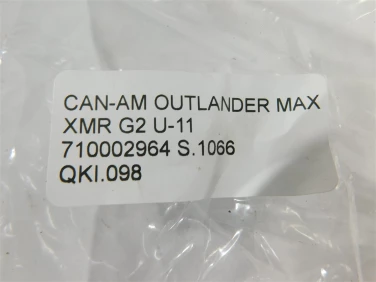 CAN-AM OUTLANDER MAX
XMR G2 U-11
710002964 S.1066
QKI.098